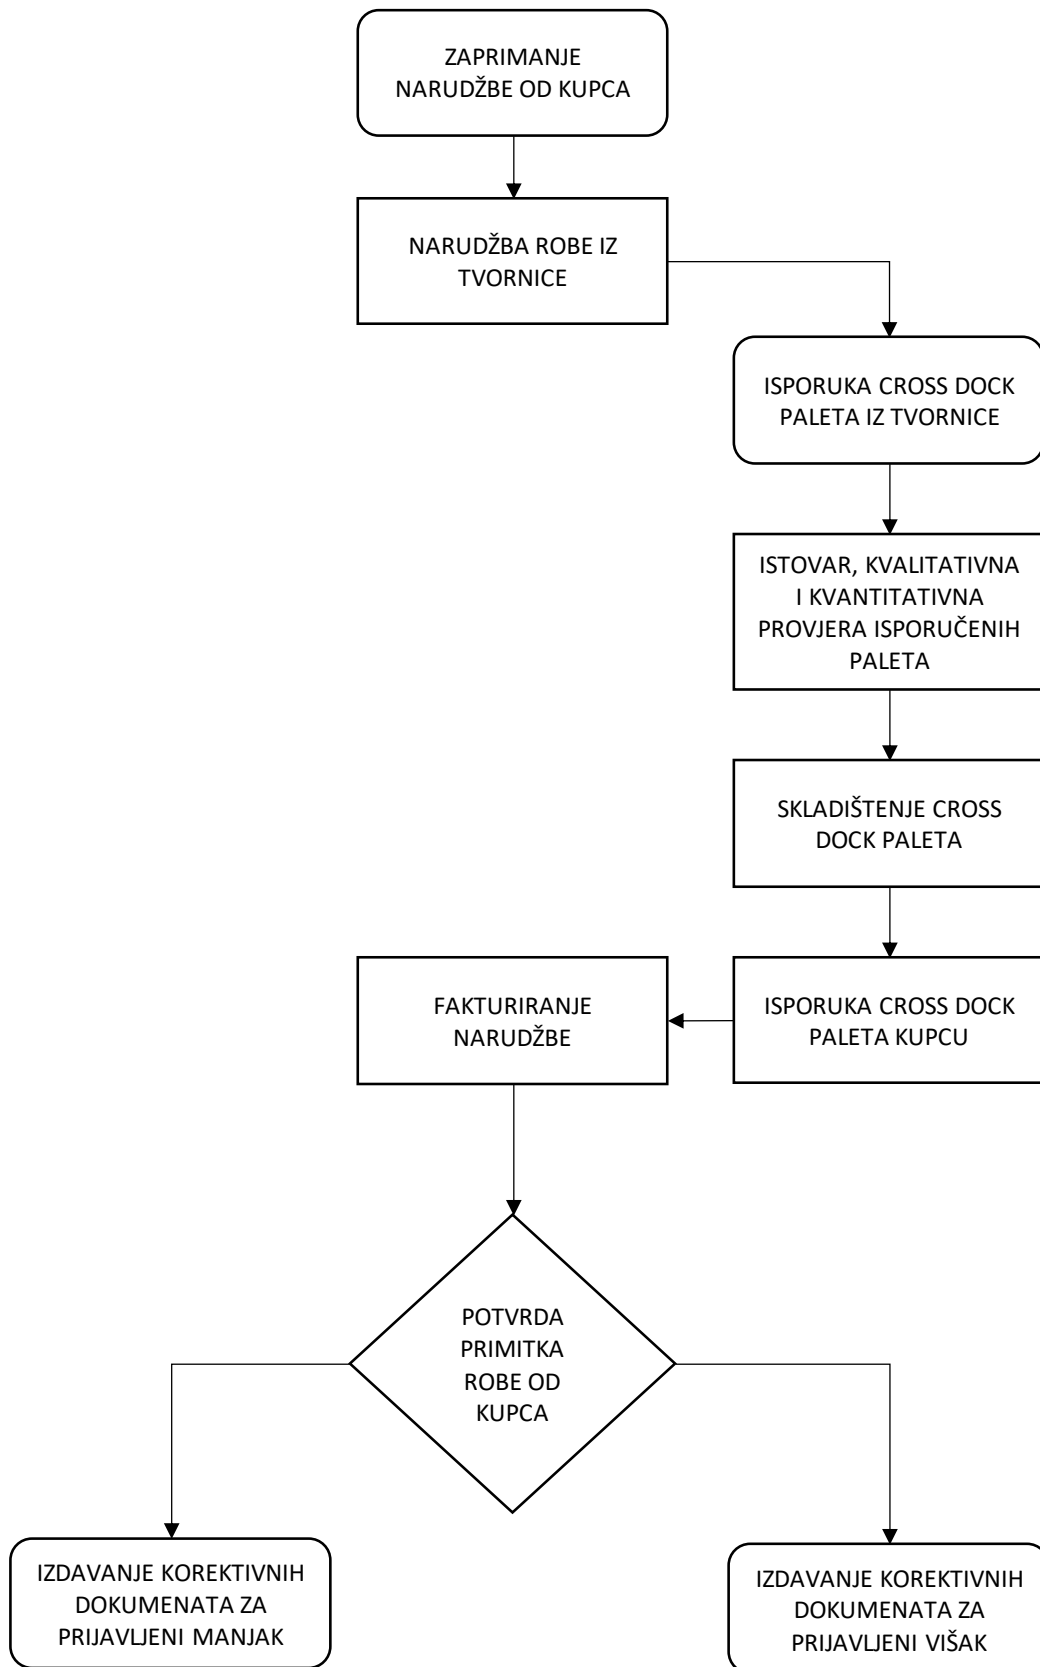 ZAPRIMANJE
NARUDŽBE OD KUPCA
NARUDŽBA ROBE IZ
TVORNICE
ISPORUKA CROSS DOCK
PALETA IZ TVORNICE
ISTOVAR, KVALITATIVNA
I KVANTITATIVNA
PROVJERA ISPORUČENIH
PALETA
SKLADIŠTENJE CROSS
DOCK PALETA
ISPORUKA CROSS DOCK
PALETA KUPCU
FAKTURIRANJE
NARUDŽBE
POTVRDA
PRIMITKA
ROBE OD
KUPCA
IZDAVANJE KOREKTIVNIH
DOKUMENATA ZA
PRIJAVLJENI MANJAK
IZDAVANJE KOREKTIVNIH
DOKUMENATA ZA
PRIJAVLJENI VIŠAK